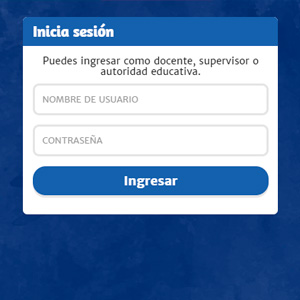 Inicia sesión
Puedes ingresar como docente, supervisor o
autoridad educativa.
NOMBRE DE USUARIO
CONTRASEÑA
Ingresar